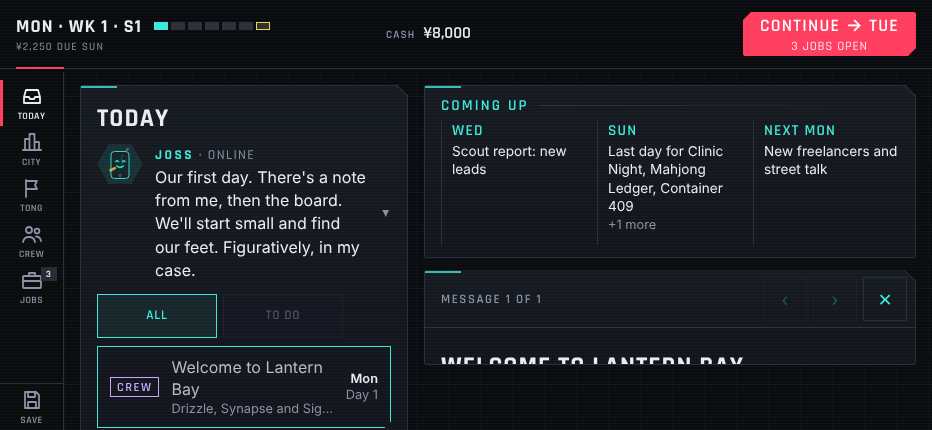 MON · WK 1 · S1
¥2,250 DUE SUN
CASH ¥8,000
CONTINUE → TUE
3 JOBS OPEN
TODAY
CITY
TONG
CREW
3
JOBS
SAVE
TODAY
JOSS · ONLINE
Our first day. There's a note
from me, then the board.
We'll start small and find
our feet. Figuratively, in my
case.
ALL
TO DO
CREW
Welcome to Lantern
Bay
Drizzle, Synapse and Sig...
Mon
Day 1
COMING UP
WED
Scout report: new
leads
SUN
Last day for Clinic
Night, Mahjong
Ledger, Container
409
+1 more
NEXT MON
New freelancers and
street talk
MESSAGE 1 OF 1
WELCOME TO LANTERN BAY